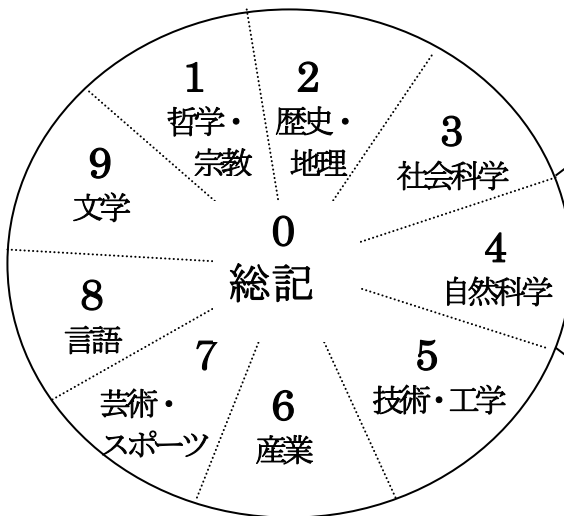 0
総記
1
哲学・
宗教
2
歴史・
地理
3
社会科学
4
自然科学
5
技術・工学
6
産業
7
芸術・
スポーツ
8
言語
9
文学